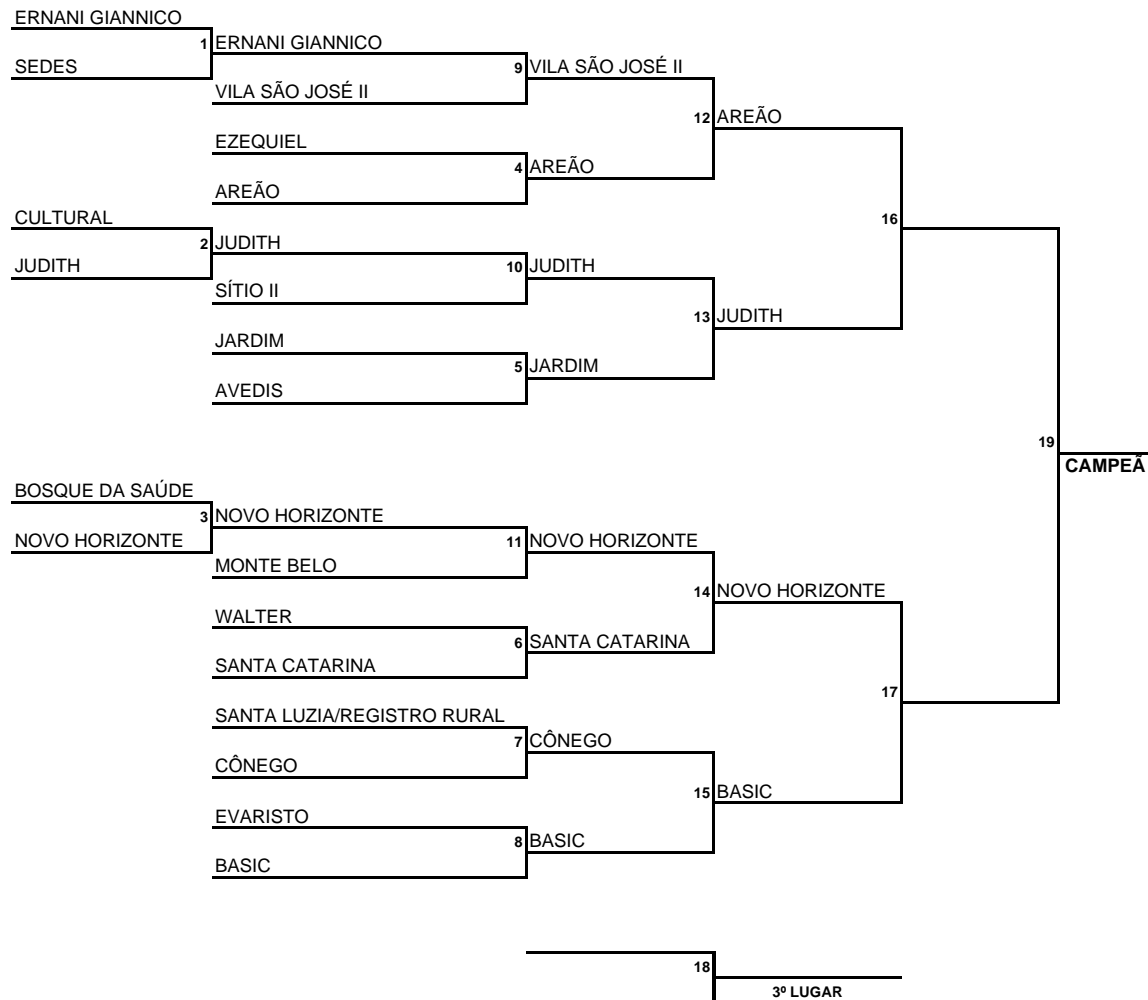 ERNANI GIANNICO
1 ERNANI GIANNICO
SEDES
9 VILA SÃO JOSÉ II
VILA SÃO JOSÉ II
12 AREÃO
EZEQUIEL
4 AREÃO
AREÃO
CULTURAL
16
2 JUDITH
JUDITH
10 JUDITH
SÍTIO II
13 JUDITH
JARDIM
5 JARDIM
AVEDIS
19
CAMPEÃ
BOSQUE DA SAÚDE
3 NOVO HORIZONTE
NOVO HORIZONTE
11 NOVO HORIZONTE
MONTE BELO
14 NOVO HORIZONTE
WALTER
6 SANTA CATARINA
SANTA CATARINA
17
SANTA LUZIA/REGISTRO RURAL
7 CÔNEGO
CÔNEGO
15 BASIC
EVARISTO
8 BASIC
BASIC
18
3º LUGAR